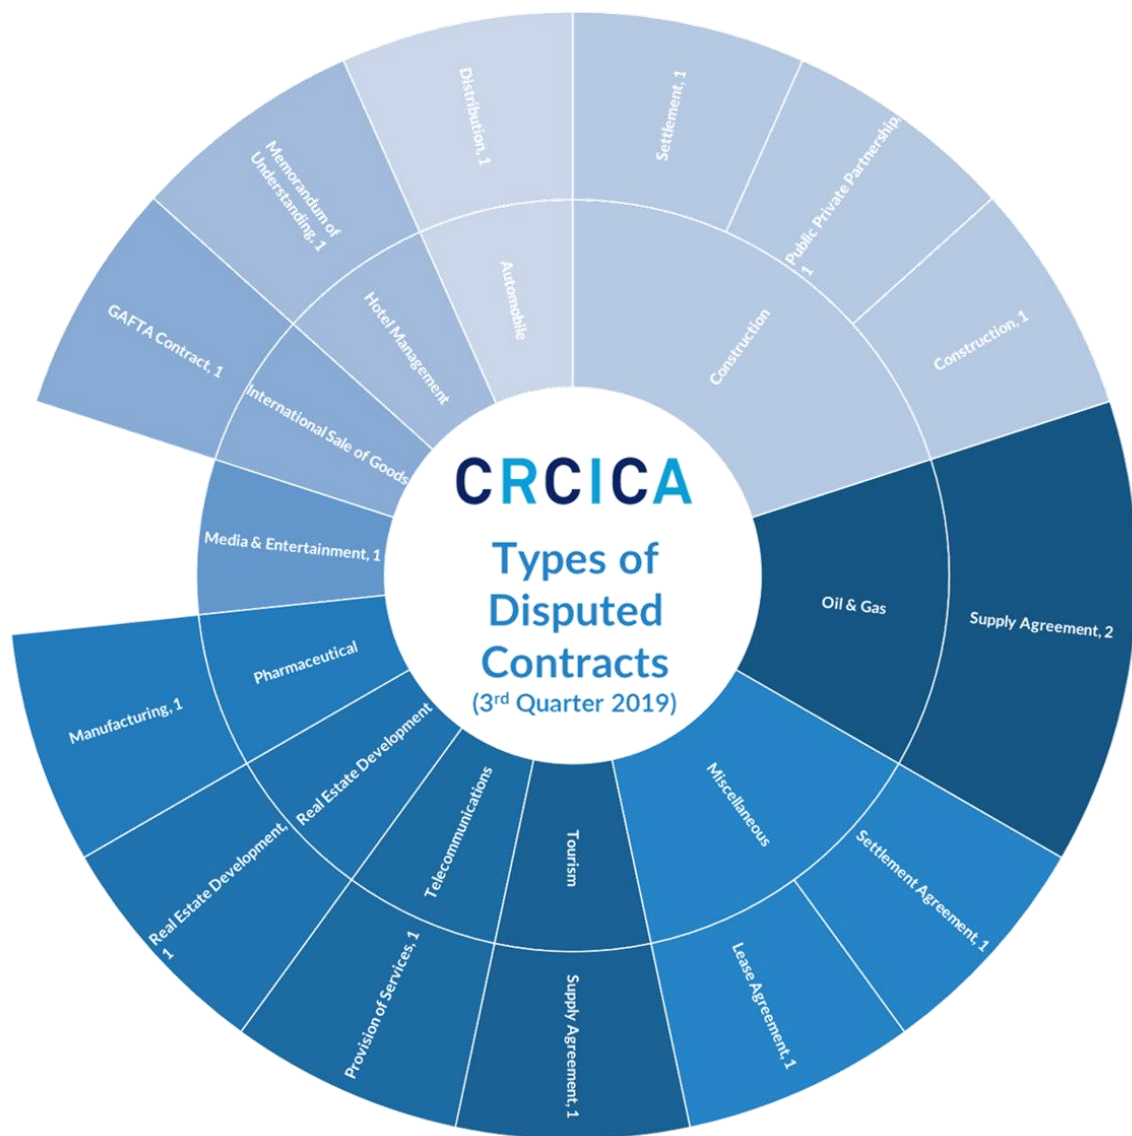 CRCICA
Types of
Disputed
Contracts
(3rd Quarter 2019)
Construction
Settlement, 1
Public Private Partnership,
1
Construction, 1
Oil & Gas
Supply Agreement, 2
Miscellaneous
Settlement Agreement, 1
Lease Agreement, 1
Tourism
Supply Agreement, 1
Telecommunications
Provision of Services, 1
Real Estate Development
Real Estate Development,
1
Pharmaceutical
Manufacturing, 1
Media & Entertainment, 1
International Sale of Goods
GAFTA Contract, 1
Hotel Management
Memorandum of
Understanding, 1
Automobile
Distribution, 1